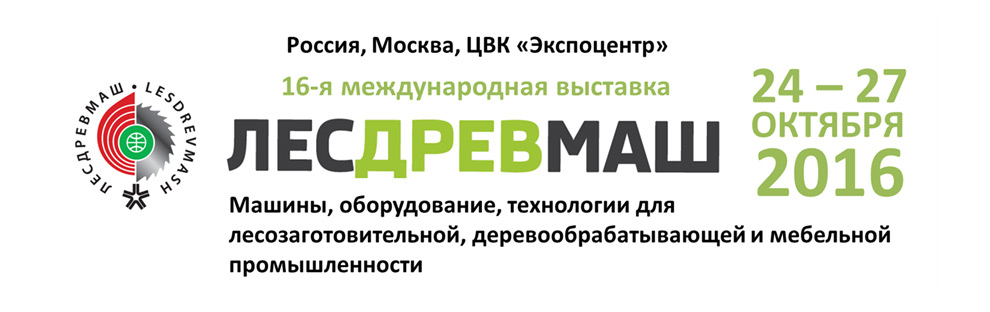 Россия, Москва, ЦВК «Экспоцентр»
16-я международная выставка
ЛЕСДРЕВМАШ
24 – 27
ОКТЯБРЯ
2016
ЛЕСДРЕВМАШ • LESDREVMASH
Машины, оборудование, технологии для
лесозаготовительной, деревообрабатывающей и мебельной
промышленности